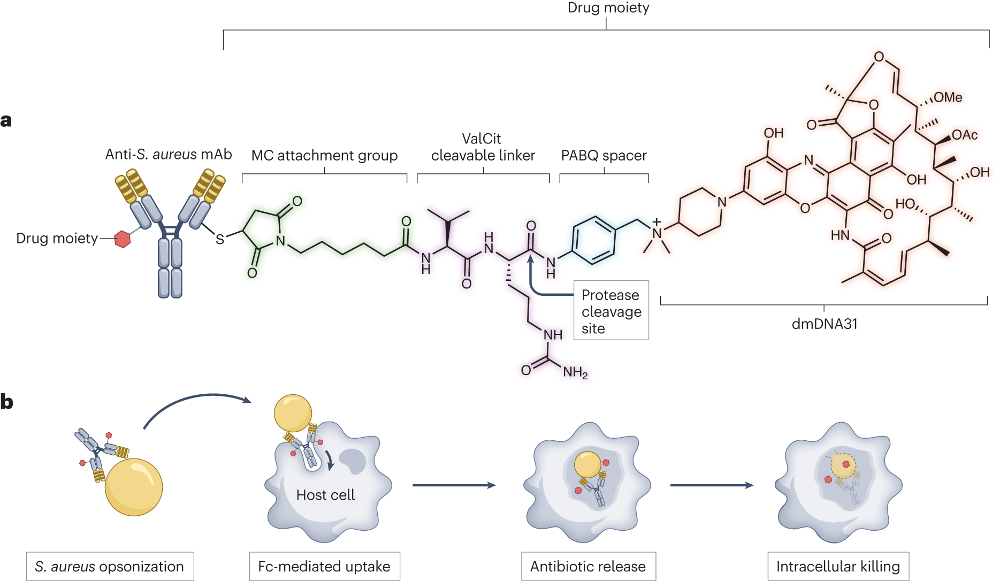 Drug moiety
a
Anti-S. aureus mAb
MC attachment group
ValCit
cleavable linker
PABQ spacer
Drug moiety
S
O
O
N
O
N
H
O
H
N
O
N
H
NH
O
NH2
Protease
cleavage
site
+
N
N
OH
N
O
O
O
O
OMe
OAc
OH
OH
HO
O
HN
O
dmDNA31
b
Host cell
S. aureus opsonization
Fc-mediated uptake
Antibiotic release
Intracellular killing